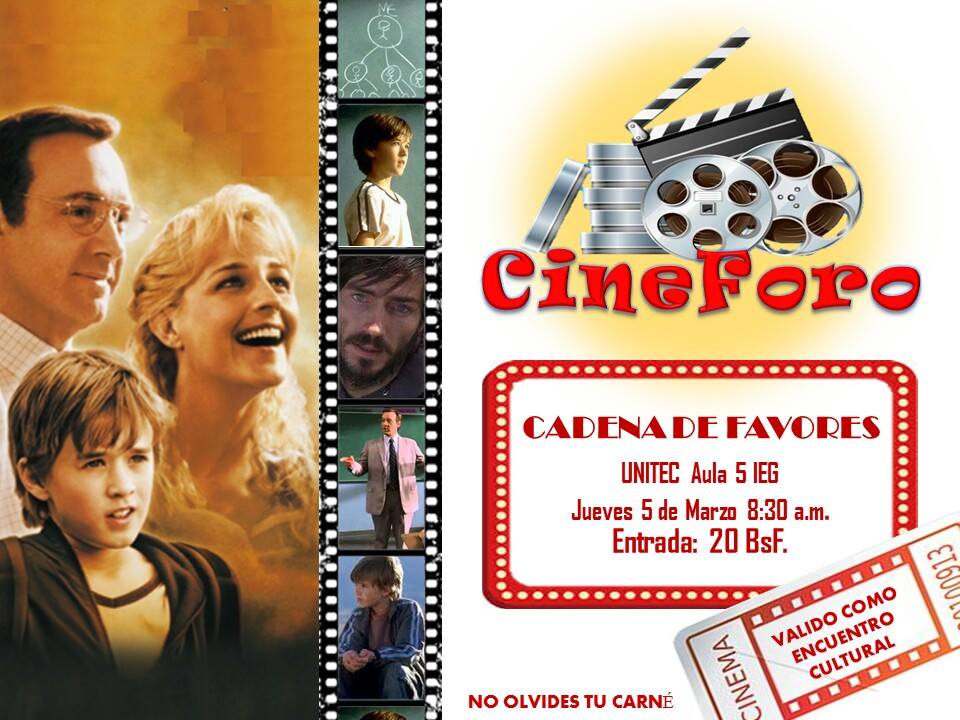 ME
CineForo
CADENA DE FAVORES
UNITEC Aula 5 IEG
Jueves 5 de Marzo 8:30 a.m.
Entrada: 20 BsF.
CINEMA
VALIDO COMO
ENCUENTRO
CULTURAL
NO OLVIDES TU CARNÉ